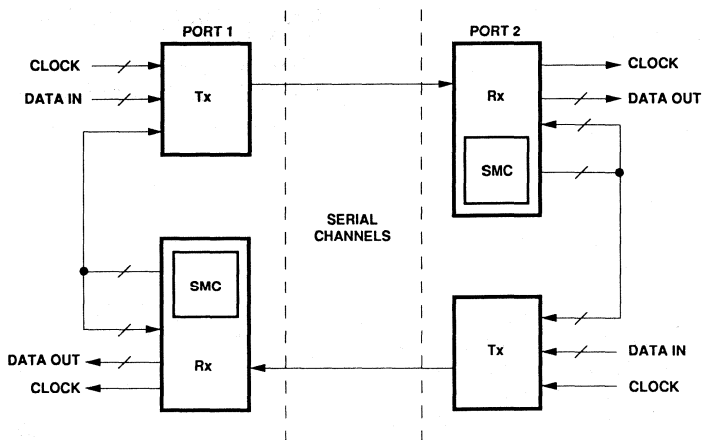 PORT 1
PORT 2
CLOCK
DATA IN
Tx
Rx
CLOCK
DATA OUT
SMC
SERIAL
CHANNELS
SMC
Rx
DATA OUT
CLOCK
Tx
DATA IN
CLOCK